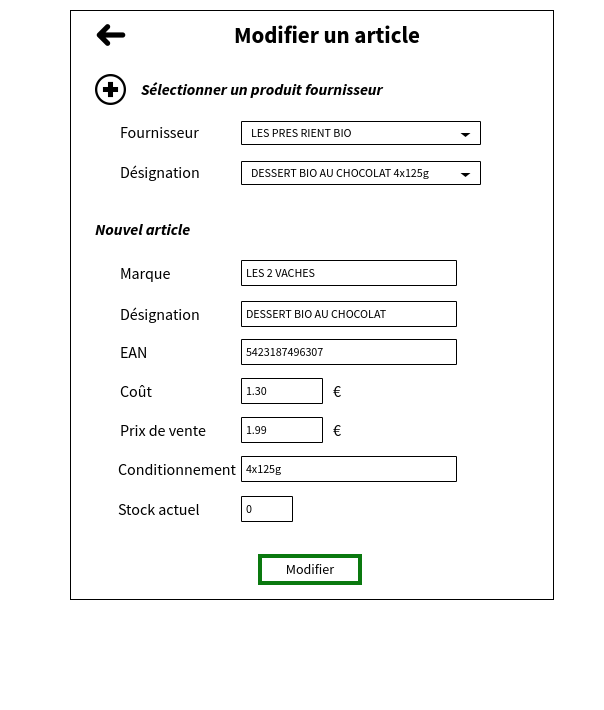 Modifier un article
Sélectionner un produit fournisseur
Fournisseur LES PRES RIENT BIO
Désignation DESSERT BIO AU CHOCOLAT 4x125g
Nouvel article
Marque LES 2 VACHES
Désignation DESSERT BIO AU CHOCOLAT
EAN 5423187496307
Coût 1.30 €
Prix de vente 1.99 €
Conditionnement 4x125g
Stock actuel 0
Modifier